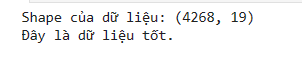 Shape của dữ liệu: (4268, 19)
Đây là dữ liệu tốt.